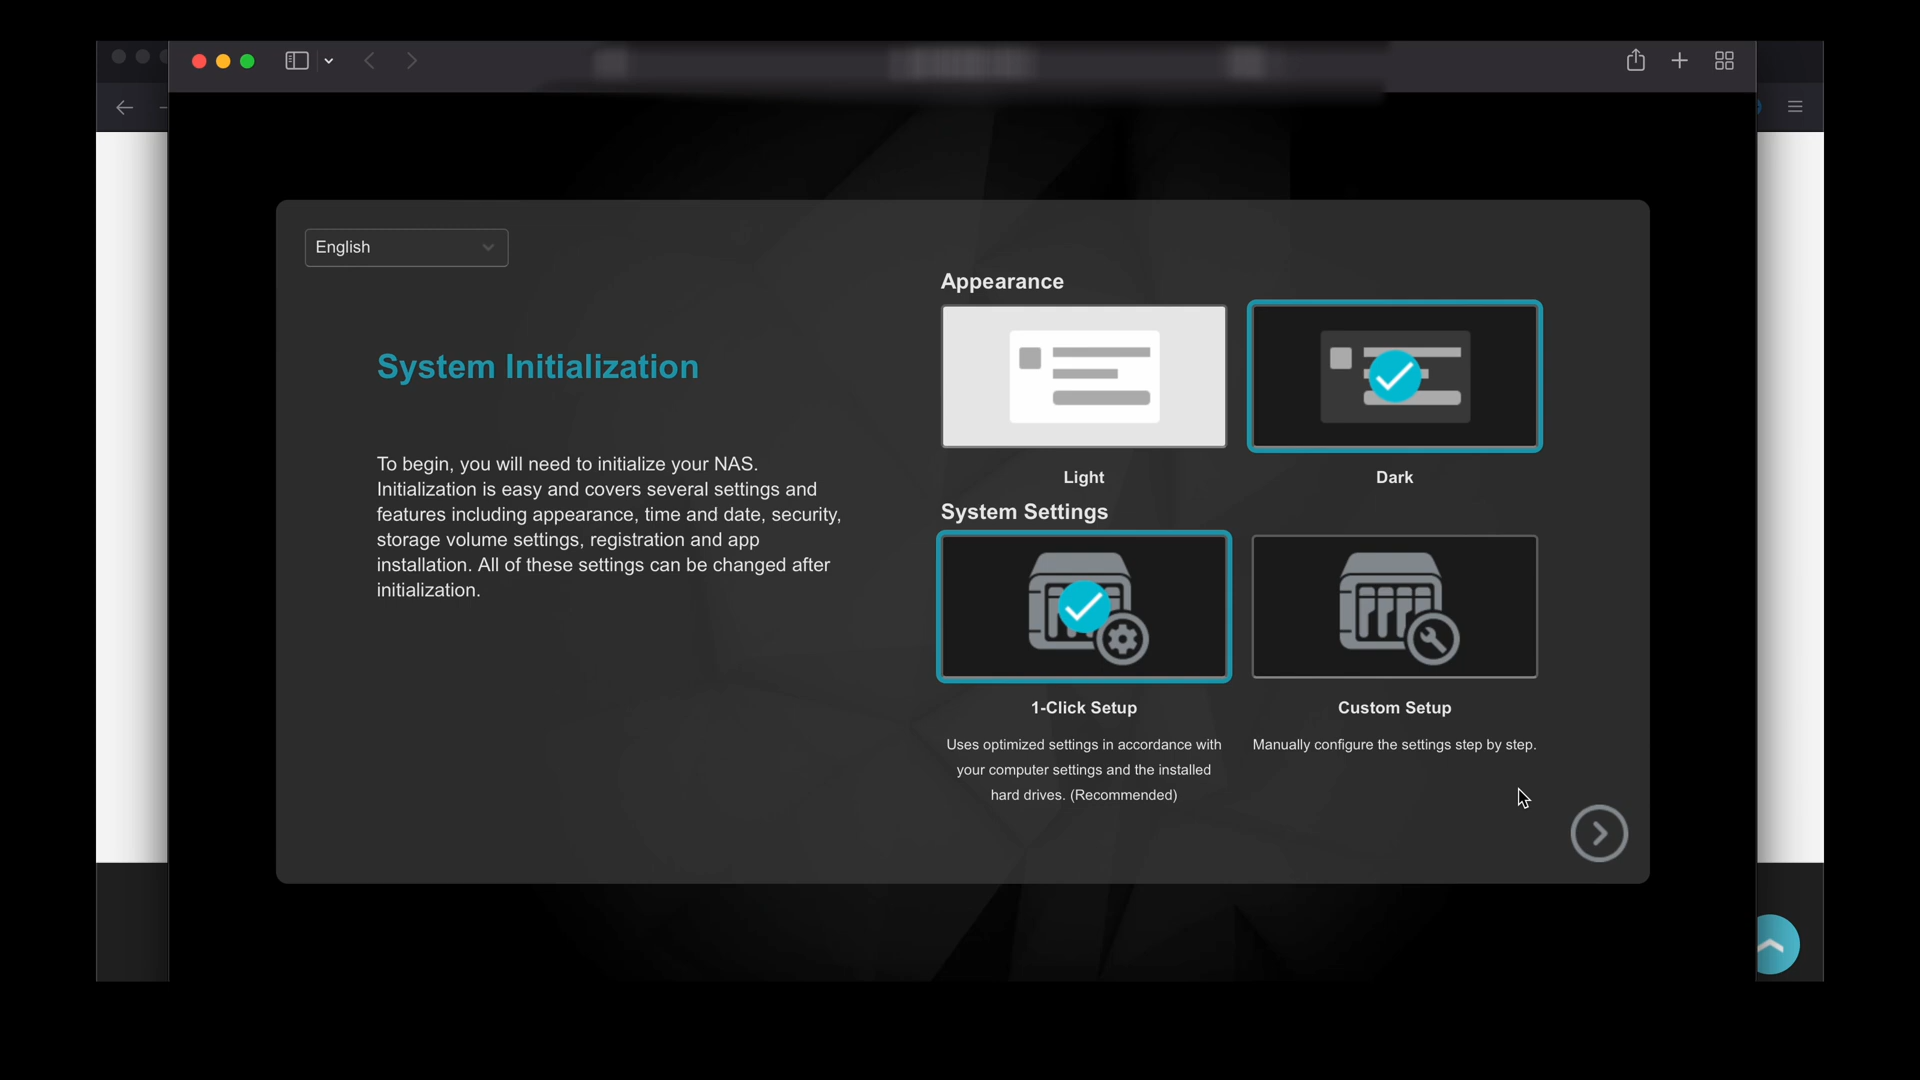 English
System Initialization
To begin, you will need to initialize your NAS.
Initialization is easy and covers several settings and
features including appearance, time and date, security,
storage volume settings, registration and app
installation. All of these settings can be changed after
initialization.
Appearance
Light
Dark
System Settings
1-Click Setup
Uses optimized settings in accordance with
your computer settings and the installed
hard drives. (Recommended)
Custom Setup
Manually configure the settings step by step.